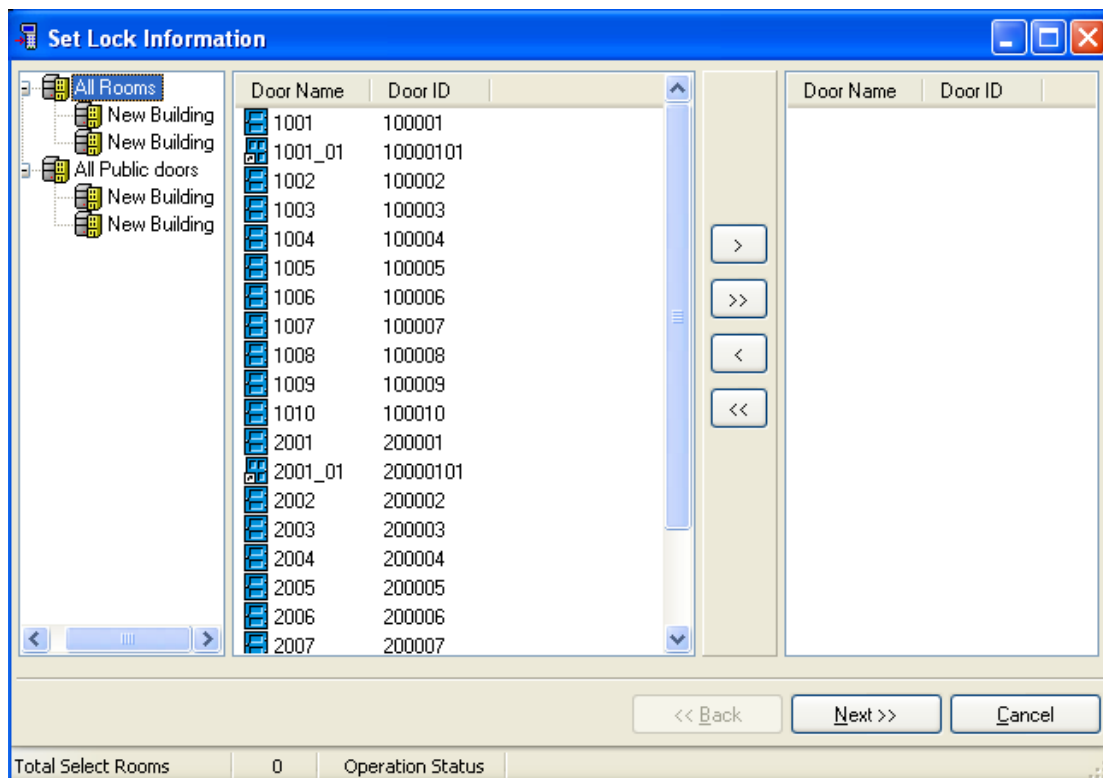 Set Lock Information
All Rooms
New Building
New Building
All Public doors
New Building
New Building
Door Name Door ID
1001 100001
1001_01 10000101
1002 100002
1003 100003
1004 100004
1005 100005
1006 100006
1007 100007
1008 100008
1009 100009
1010 100010
2001 200001
2001_01 20000101
2002 200002
2003 200003
2004 200004
2005 200005
2006 200006
2007 200007
>
>>
<
<<
Door Name Door ID
<< Back Next >> Cancel
Total Select Rooms 0 Operation Status